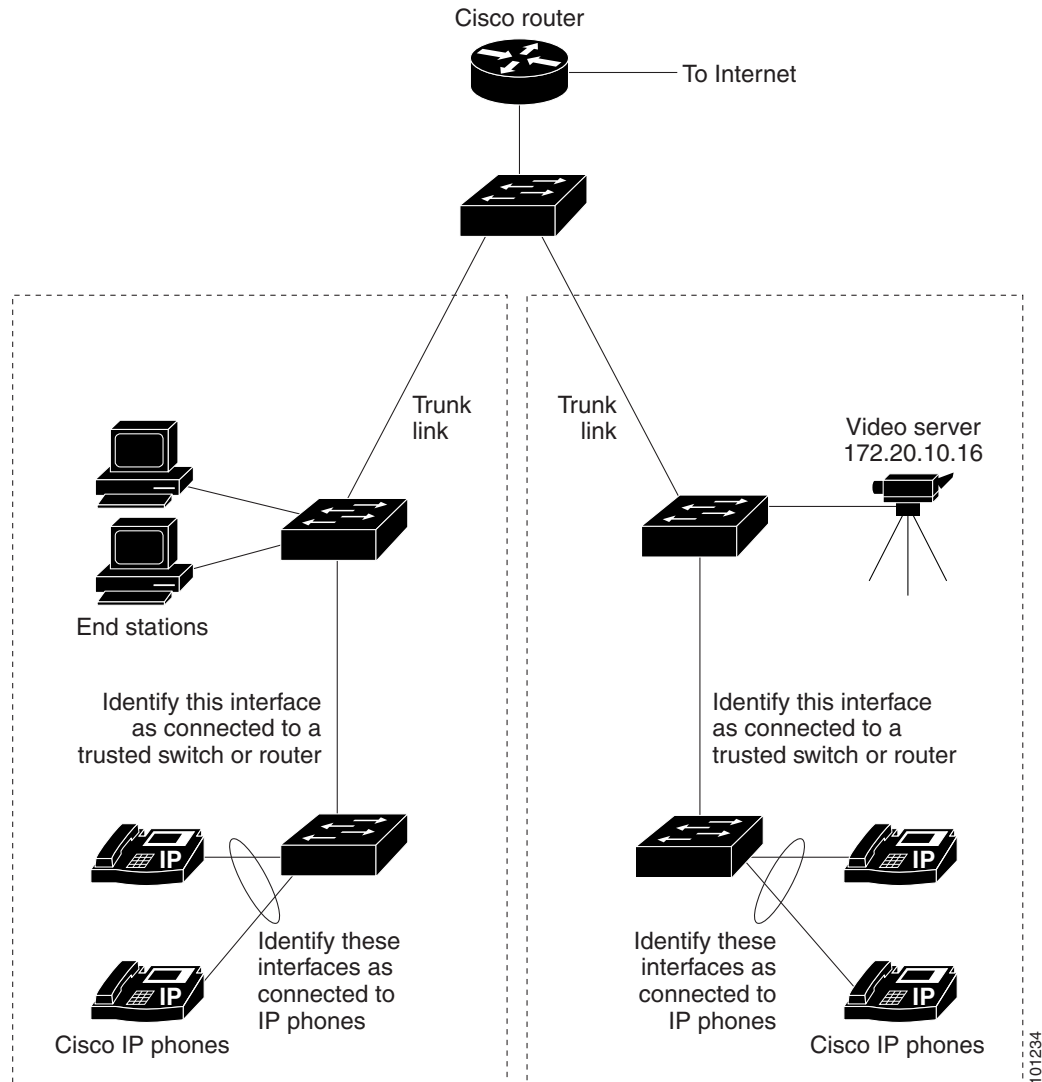 Cisco router
To Internet
Trunk
link
Trunk
link
Video server
172.20.10.16
End stations
Identify this interface
as connected to a
trusted switch or router
Identify this interface
as connected to a
trusted switch or router
IP
IP
Identify these
interfaces as
connected to
IP phones
Identify these
interfaces as
connected to
IP phones
IP
IP
Cisco IP phones
Cisco IP phones
101234